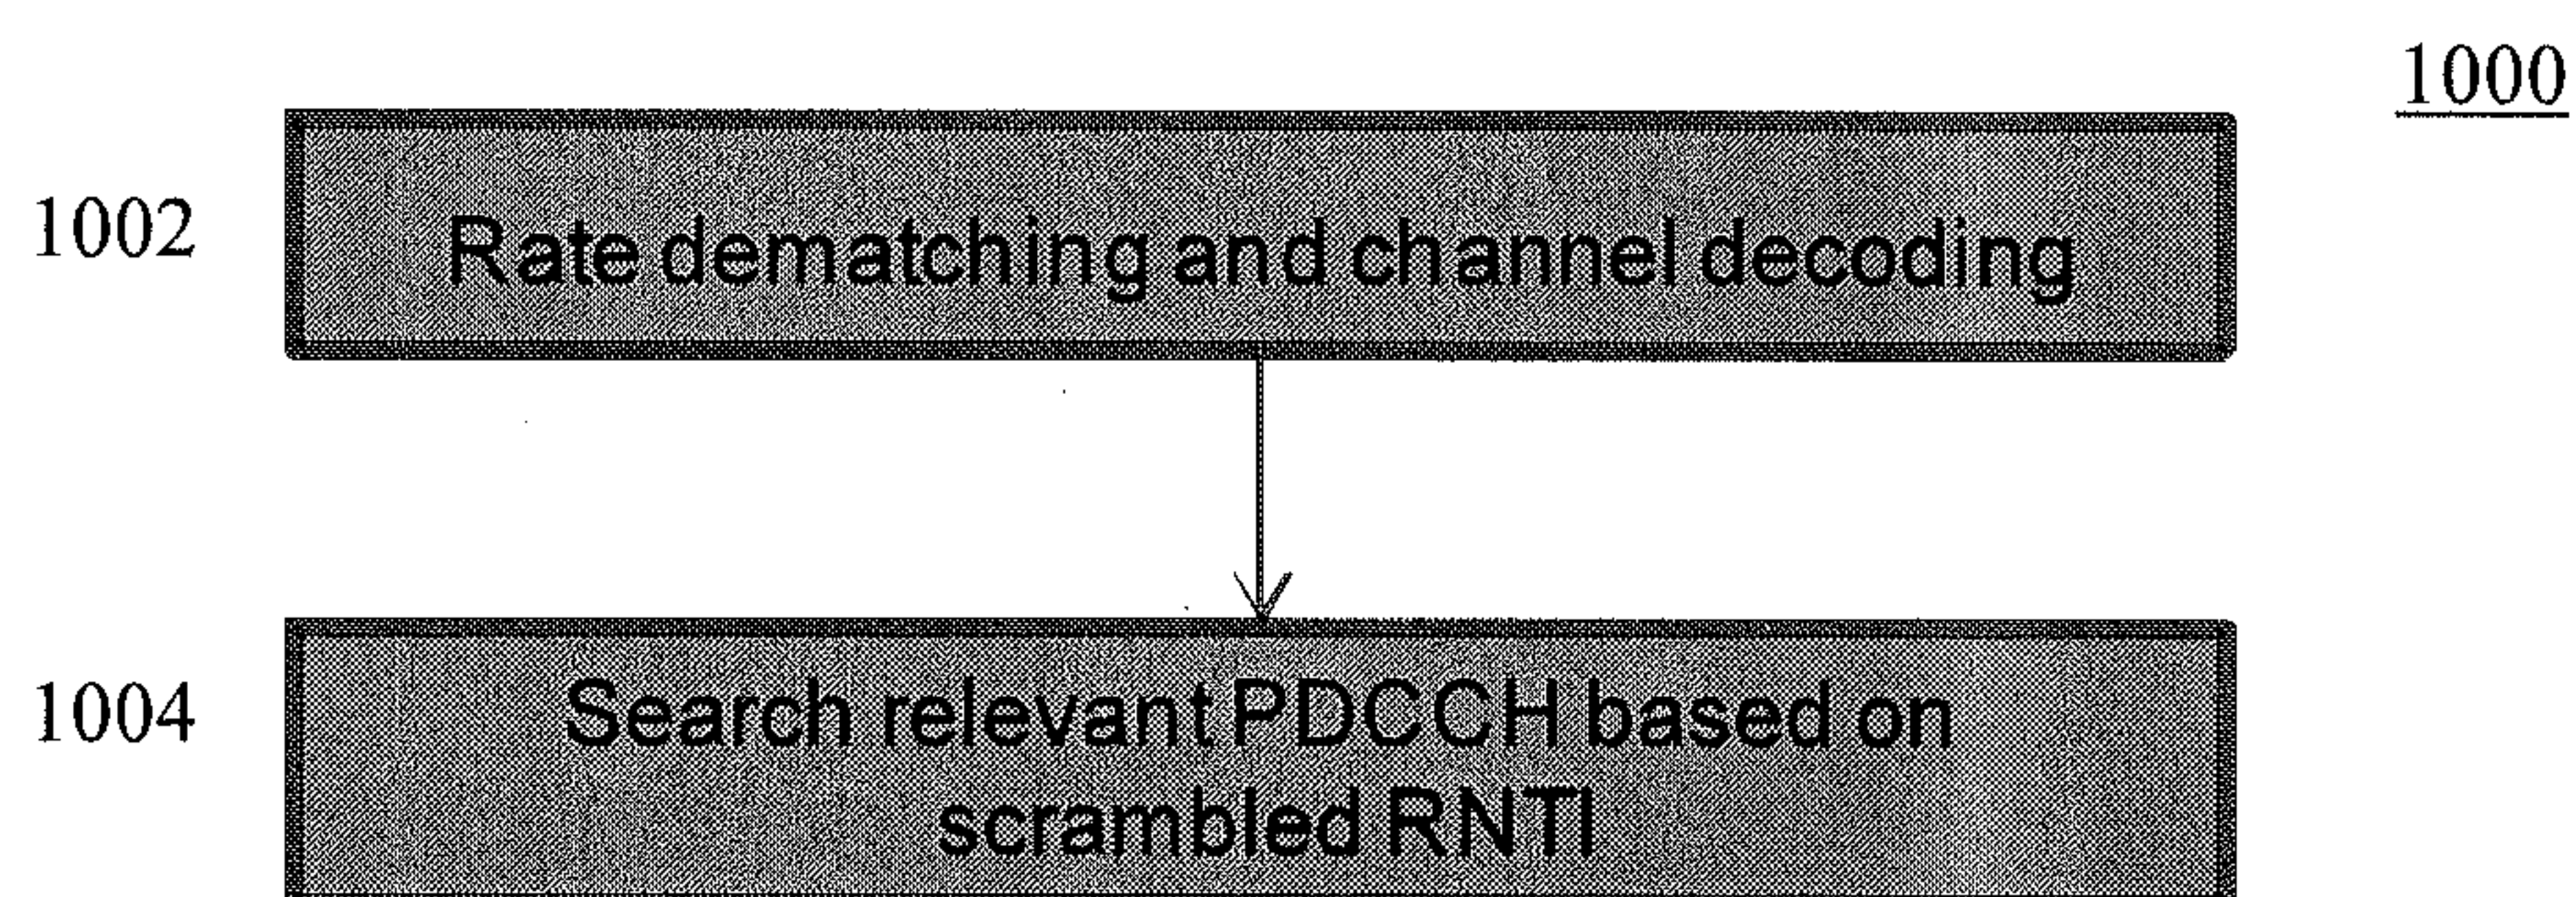 1000
1002
Rate dematching and channel decoding
1004
Search relevant PDCCH based on
scrambled RNTI